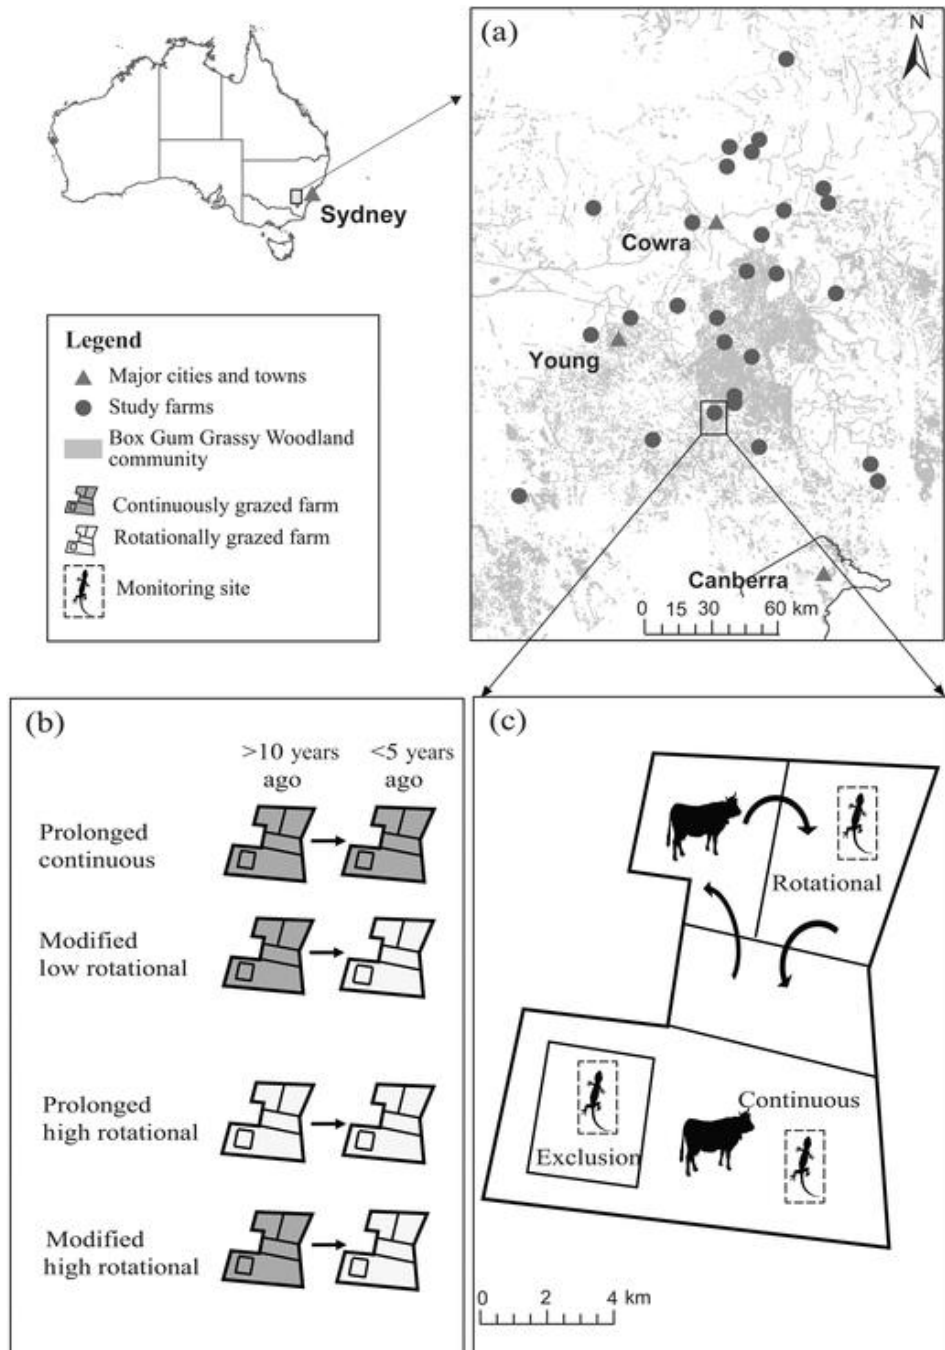 Sydney
Legend
Major cities and towns
Study farms
Box Gum Grassy Woodland
community
Continuously grazed farm
Rotationally grazed farm
Monitoring site
(a)
N
Cowra
Young
Canberra
0 15 30 60 km
(b)
>10 years
ago
<5 years
ago
Prolonged
continuous
Modified
low rotational
Prolonged
high rotational
Modified
high rotational
(c)
Rotational
Continuous
Exclusion
0 2 4 km